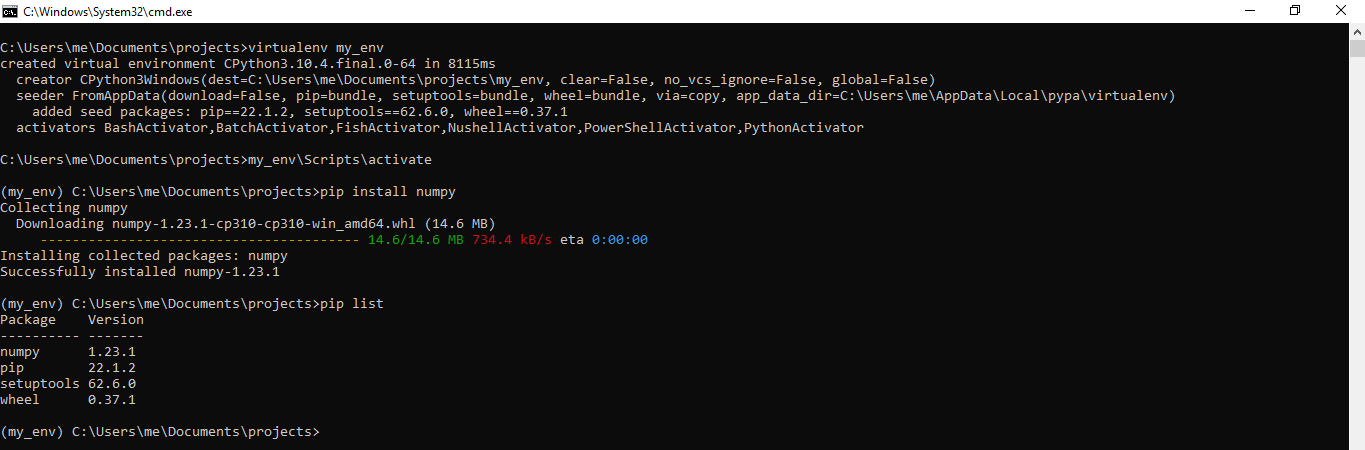 C:\Windows\System32\cmd.exe
C:\Users\me\Documents\projects>virtualenv my_env
created virtual environment CPython3.10.4.final.0-64 in 8115ms
  creator CPython3Windows(dest=C:\Users\me\Documents\projects\my_env, clear=False, no_vcs_ignore=False, global=False)
  seeder FromAppData(download=False, pip=bundle, setuptools=bundle, wheel=bundle, via=copy, app_data_dir=C:\Users\me\AppData\Local\pypa\virtualenv)
    added seed packages: pip==22.1.2, setuptools==62.6.0, wheel==0.37.1
  activators BashActivator,BatchActivator,FishActivator,NushellActivator,PowerShellActivator,PythonActivator
C:\Users\me\Documents\projects>my_env\Scripts\activate
(my_env) C:\Users\me\Documents\projects>pip install numpy
Collecting numpy
  Downloading numpy-1.23.1-cp310-cp310-win_amd64.whl (14.6 MB)
     ---------------------------------------- 14.6/14.6 MB 734.4 kB/s eta 0:00:00
Installing collected packages: numpy
Successfully installed numpy-1.23.1
(my_env) C:\Users\me\Documents\projects>pip list
Package    Version
---------- -------
numpy      1.23.1
pip        22.1.2
setuptools 62.6.0
wheel      0.37.1
(my_env) C:\Users\me\Documents\projects>